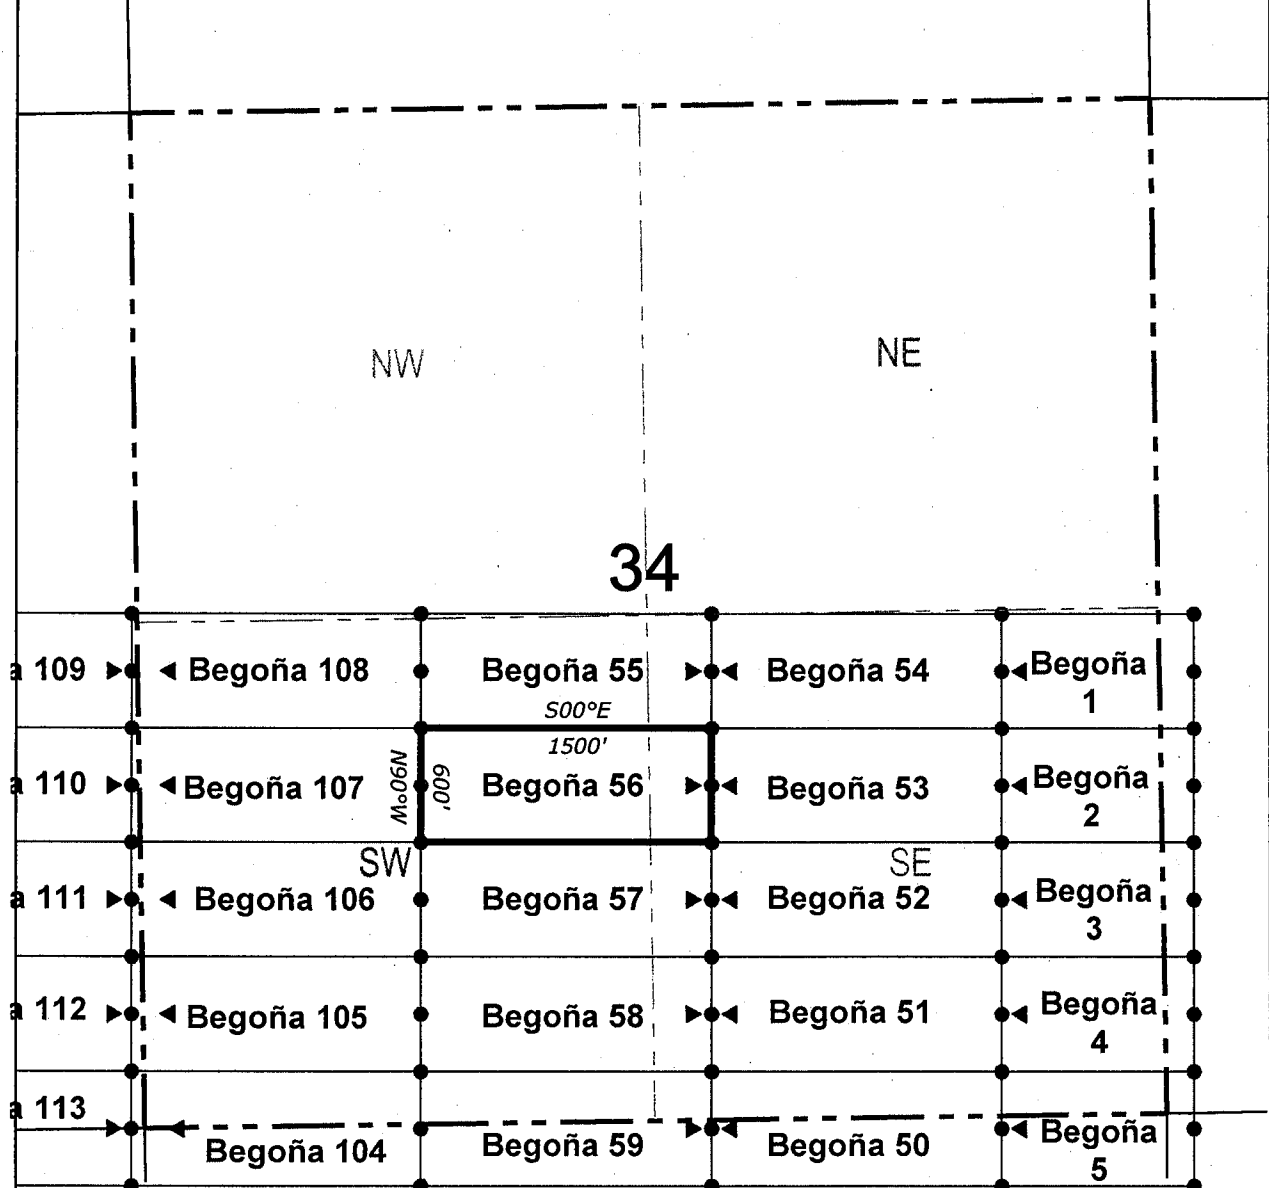 NW
NE
34
a 109
Begoña 108
Begoña 55
Begoña 54
Begoña
1
S00°E
1500'
a 110
Begoña 107
N90°W
600'
Begoña 56
Begoña 53
Begoña
2
SW
SE
a 111
Begoña 106
Begoña 57
Begoña 52
Begoña
3
a 112
Begoña 105
Begoña 58
Begoña 51
Begoña
4
a 113
Begoña 104
Begoña 59
Begoña 50
Begoña
5